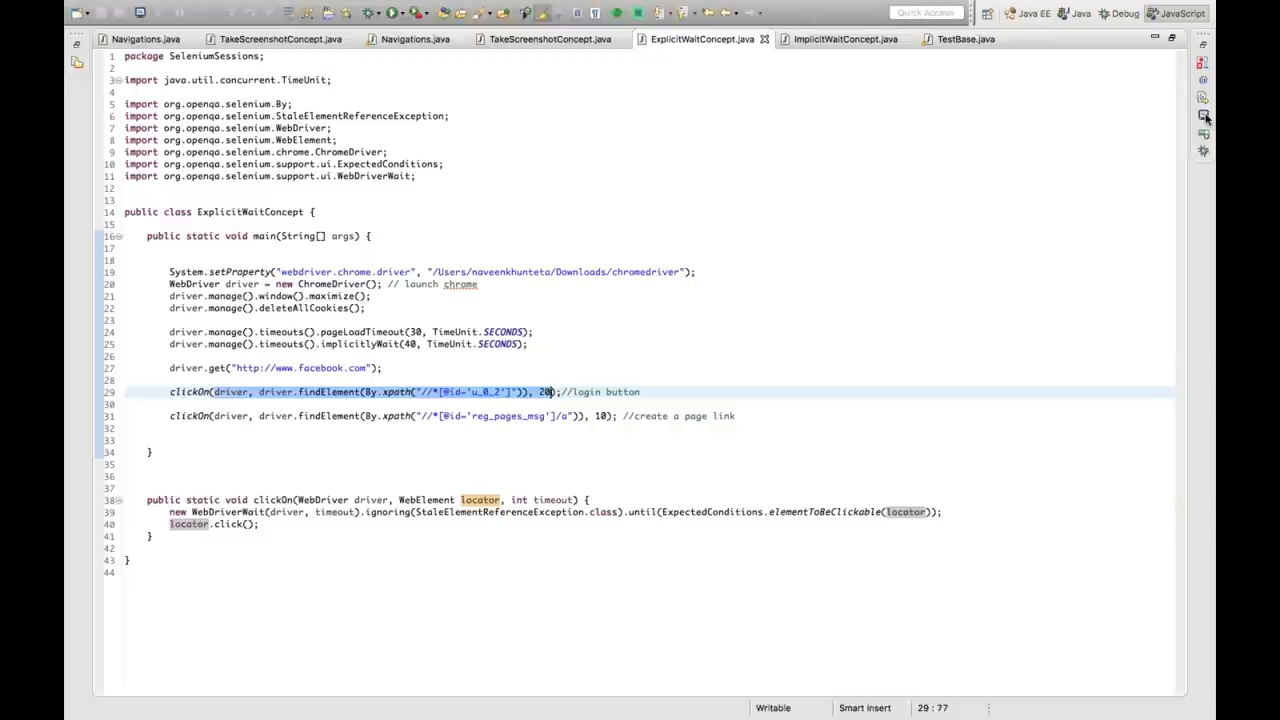 Quick Access
Java EE
Java
Debug
JavaScript
Navigations.java
TakeScreenshotConcept.java
Navigations.java
TakeScreenshotConcept.java
ExplicitWaitConcept.java
ImplicitWaitConcept.java
TestBase.java
1 package SeleniumSessions;
2
3 import java.util.concurrent.TimeUnit;
4
5 import org.openqa.selenium.By;
6 import org.openqa.selenium.StaleElementReferenceException;
7 import org.openqa.selenium.WebDriver;
8 import org.openqa.selenium.WebElement;
9 import org.openqa.selenium.chrome.ChromeDriver;
10 import org.openqa.selenium.support.ui.ExpectedConditions;
11 import org.openqa.selenium.support.ui.WebDriverWait;
12
13
14 public class ExplicitWaitConcept {
15
16 public static void main(String[] args) {
17
18
19 System.setProperty("webdriver.chrome.driver", "/Users/naveenkhunteta/Downloads/chromedriver");
20 WebDriver driver = new ChromeDriver(); // launch chrome
21 driver.manage().window().maximize();
22 driver.manage().deleteAllCookies();
23
24 driver.manage().timeouts().pageLoadTimeout(30, TimeUnit.SECONDS);
25 driver.manage().timeouts().implicitlyWait(40, TimeUnit.SECONDS);
26
27 driver.get("http://www.facebook.com");
28
29 clickOn(driver, driver.findElement(By.xpath("//*[@id='u_0_2']")), 20);//login button
30
31 clickOn(driver, driver.findElement(By.xpath("//*[@id='reg_pages_msg']/a")), 10); //create a page link
32
33
34 }
35
36
37
38 public static void clickOn(WebDriver driver, WebElement locator, int timeout) {
39 new WebDriverWait(driver, timeout).ignoring(StaleElementReferenceException.class).until(ExpectedConditions.elementToBeClickable(locator));
40 locator.click();
41 }
42
43 }
44
Writable
Smart Insert
29 : 77